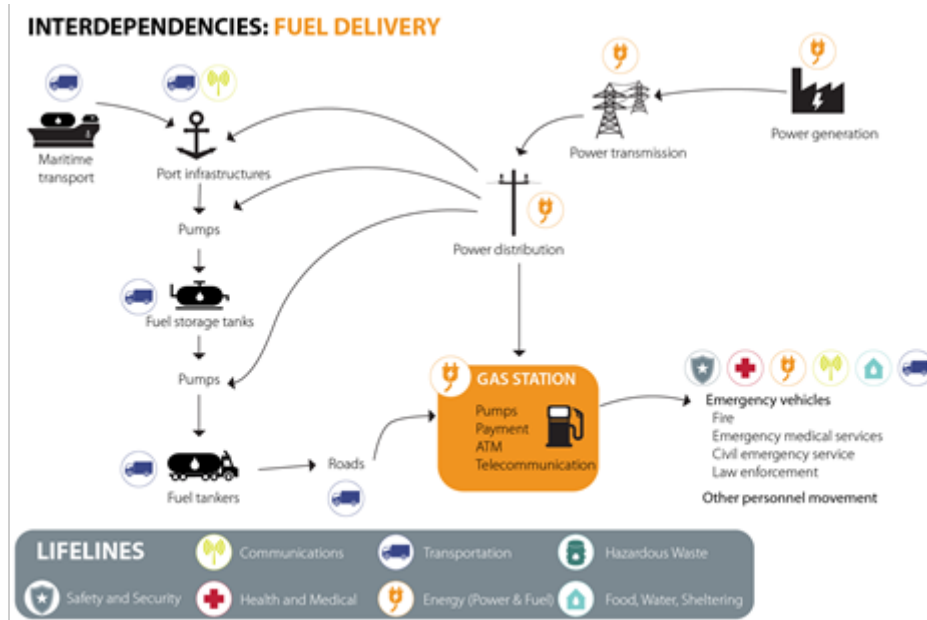 INTERDEPENDENCIES: FUEL DELIVERY
Maritime
transport
Port infrastructures
Power transmission
Power generation
Pumps
Power distribution
Fuel storage tanks
Pumps
GAS STATION
Pumps
Payment
ATM
Telecommunication
Emergency vehicles
Fire
Emergency medical services
Civil emergency service
Law enforcement
Other personnel movement
Roads
Fuel tankers
LIFELINES
Communications
Transportation
Hazardous Waste
Safety and Security
Health and Medical
Energy (Power & Fuel)
Food, Water, Sheltering